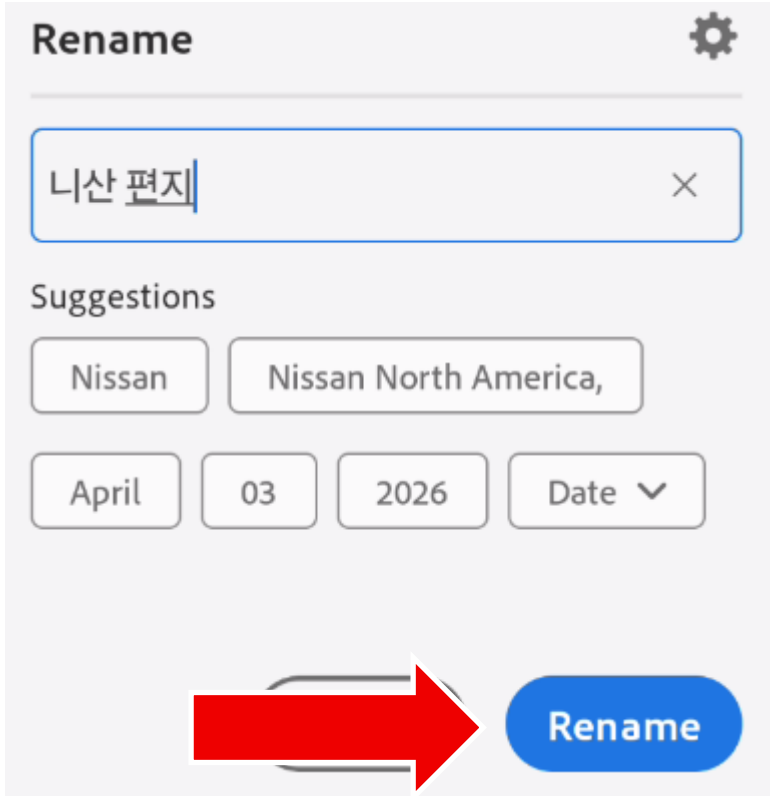 Rename
니산 편지
Suggestions
Nissan Nissan North America,
April 03 2026 Date
Rename